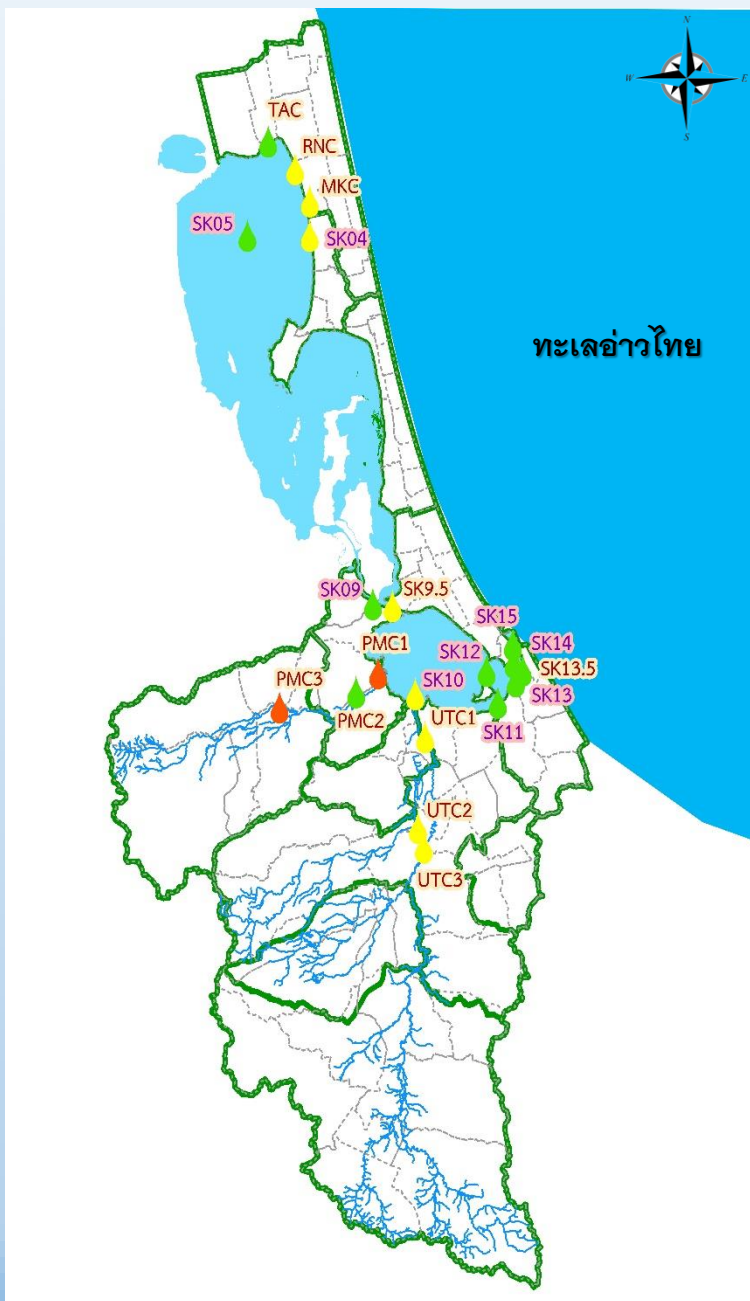 N
W E
S
TAC
RNC
MKC
SK05
SK04
ทะเลอ่าวไทย
SK09
SK9.5
SK15
SK14
PMC1
SK12
SK13.5
PMC3
SK10
SK13
PMC2
UTC1
SK11
UTC2
UTC3